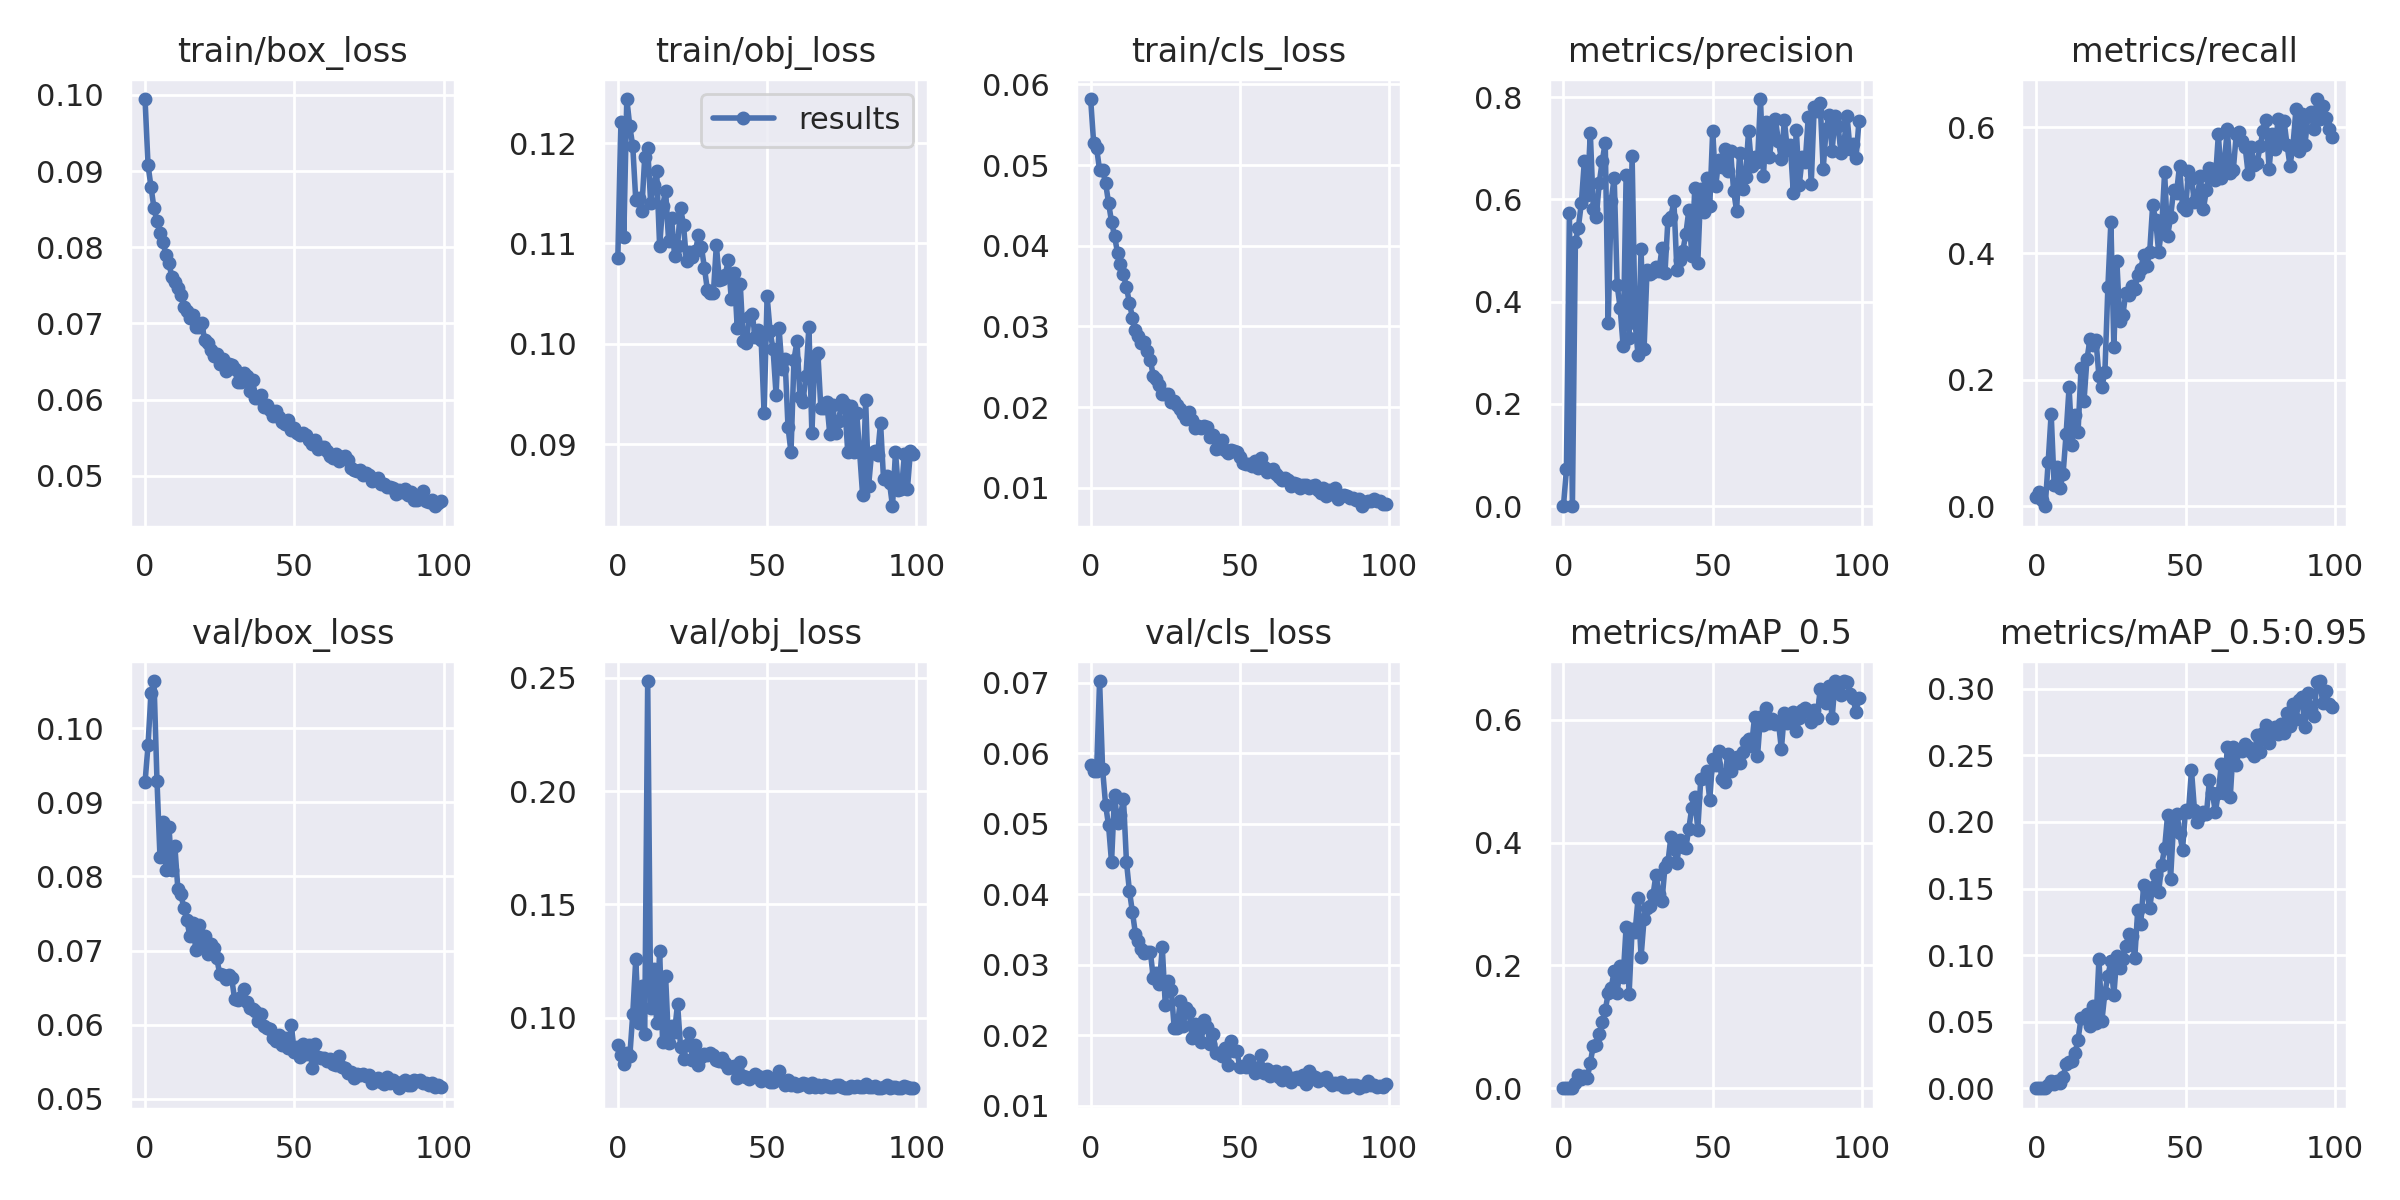 train/box_loss
0.10
0.09
0.08
0.07
0.06
0.05
0 50 100
train/obj_loss
results
0.12
0.11
0.10
0.09
0 50 100
train/cls_loss
0.06
0.05
0.04
0.03
0.02
0.01
0 50 100
metrics/precision
0.8
0.6
0.4
0.2
0.0
0 50 100
metrics/recall
0.6
0.4
0.2
0.0
0 50 100
val/box_loss
0.10
0.09
0.08
0.07
0.06
0.05
0 50 100
val/obj_loss
0.25
0.20
0.15
0.10
0 50 100
val/cls_loss
0.07
0.06
0.05
0.04
0.03
0.02
0.01
0 50 100
metrics/mAP_0.5
0.6
0.4
0.2
0.0
0 50 100
metrics/mAP_0.5:0.95
0.30
0.25
0.20
0.15
0.10
0.05
0.00
0 50 100